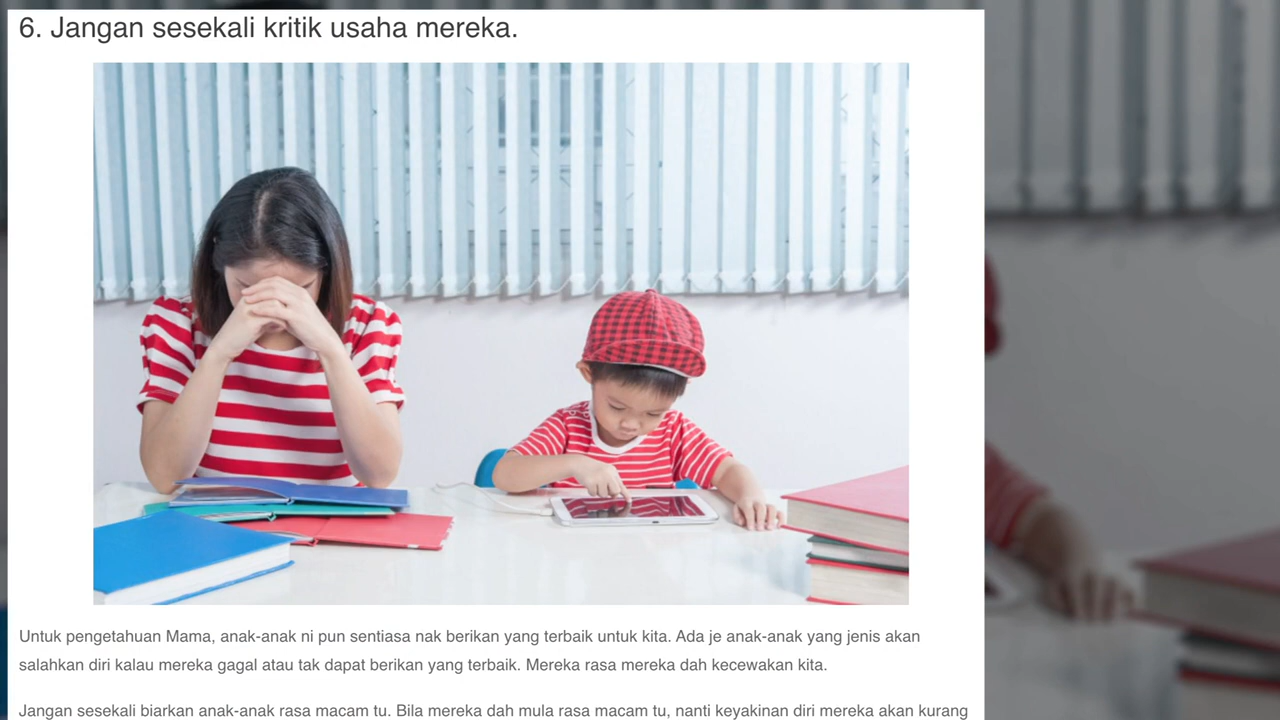 6. Jangan sesekali kritik usaha mereka.
Untuk pengetahuan Mama, anak-anak ni pun sentiasa nak berikan yang terbaik untuk kita. Ada je anak-anak yang jenis akan
salahkan diri kalau mereka gagal atau tak dapat berikan yang terbaik. Mereka rasa mereka dah kecewakan kita.
Jangan sesekali biarkan anak-anak rasa macam tu. Bila mereka dah mula rasa macam tu, nanti keyakinan diri mereka akan kurang